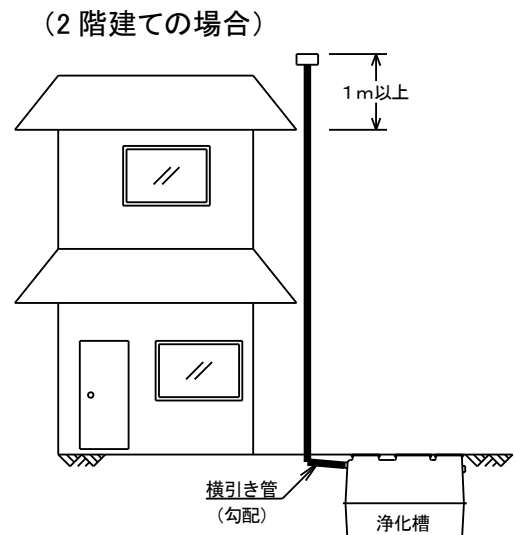 （2 階建ての場合）
１ｍ以上
横引き管
（勾配）
浄化槽